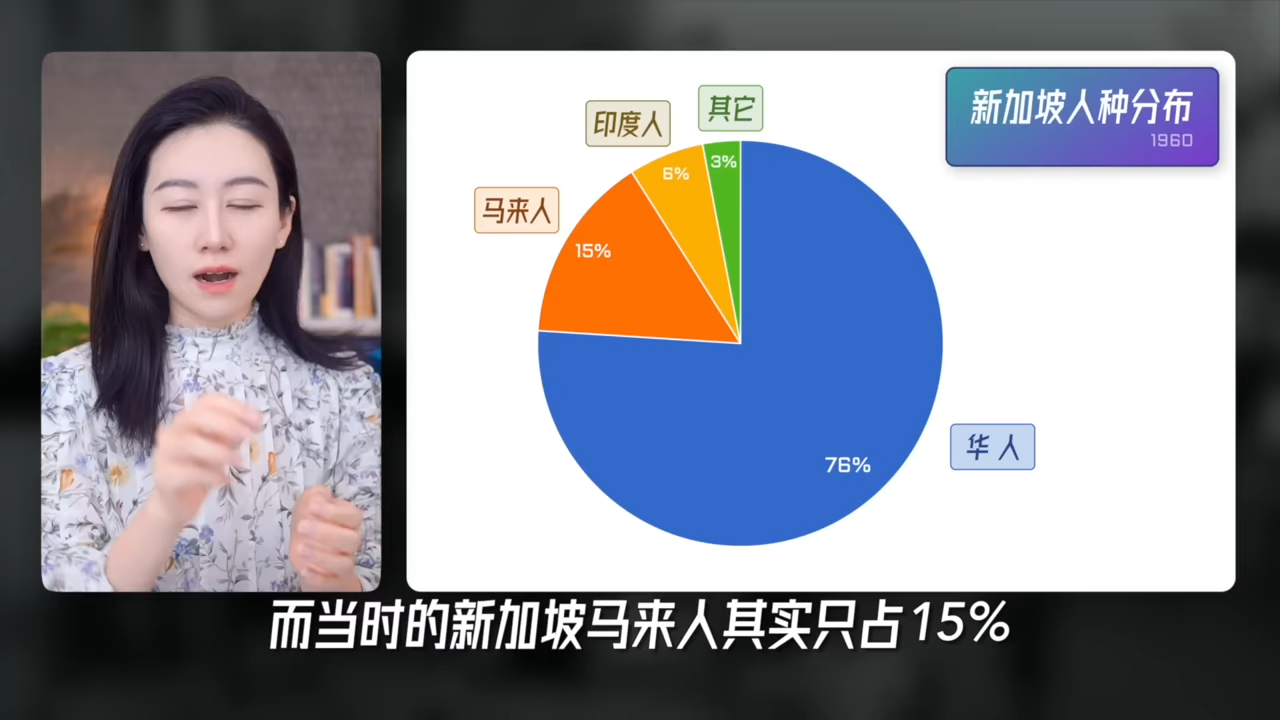 新加坡人种分布
1960
其它
印度人
3%
6%
马来人
15%
华人
76%
而当时的新加坡马来人其实只占15%